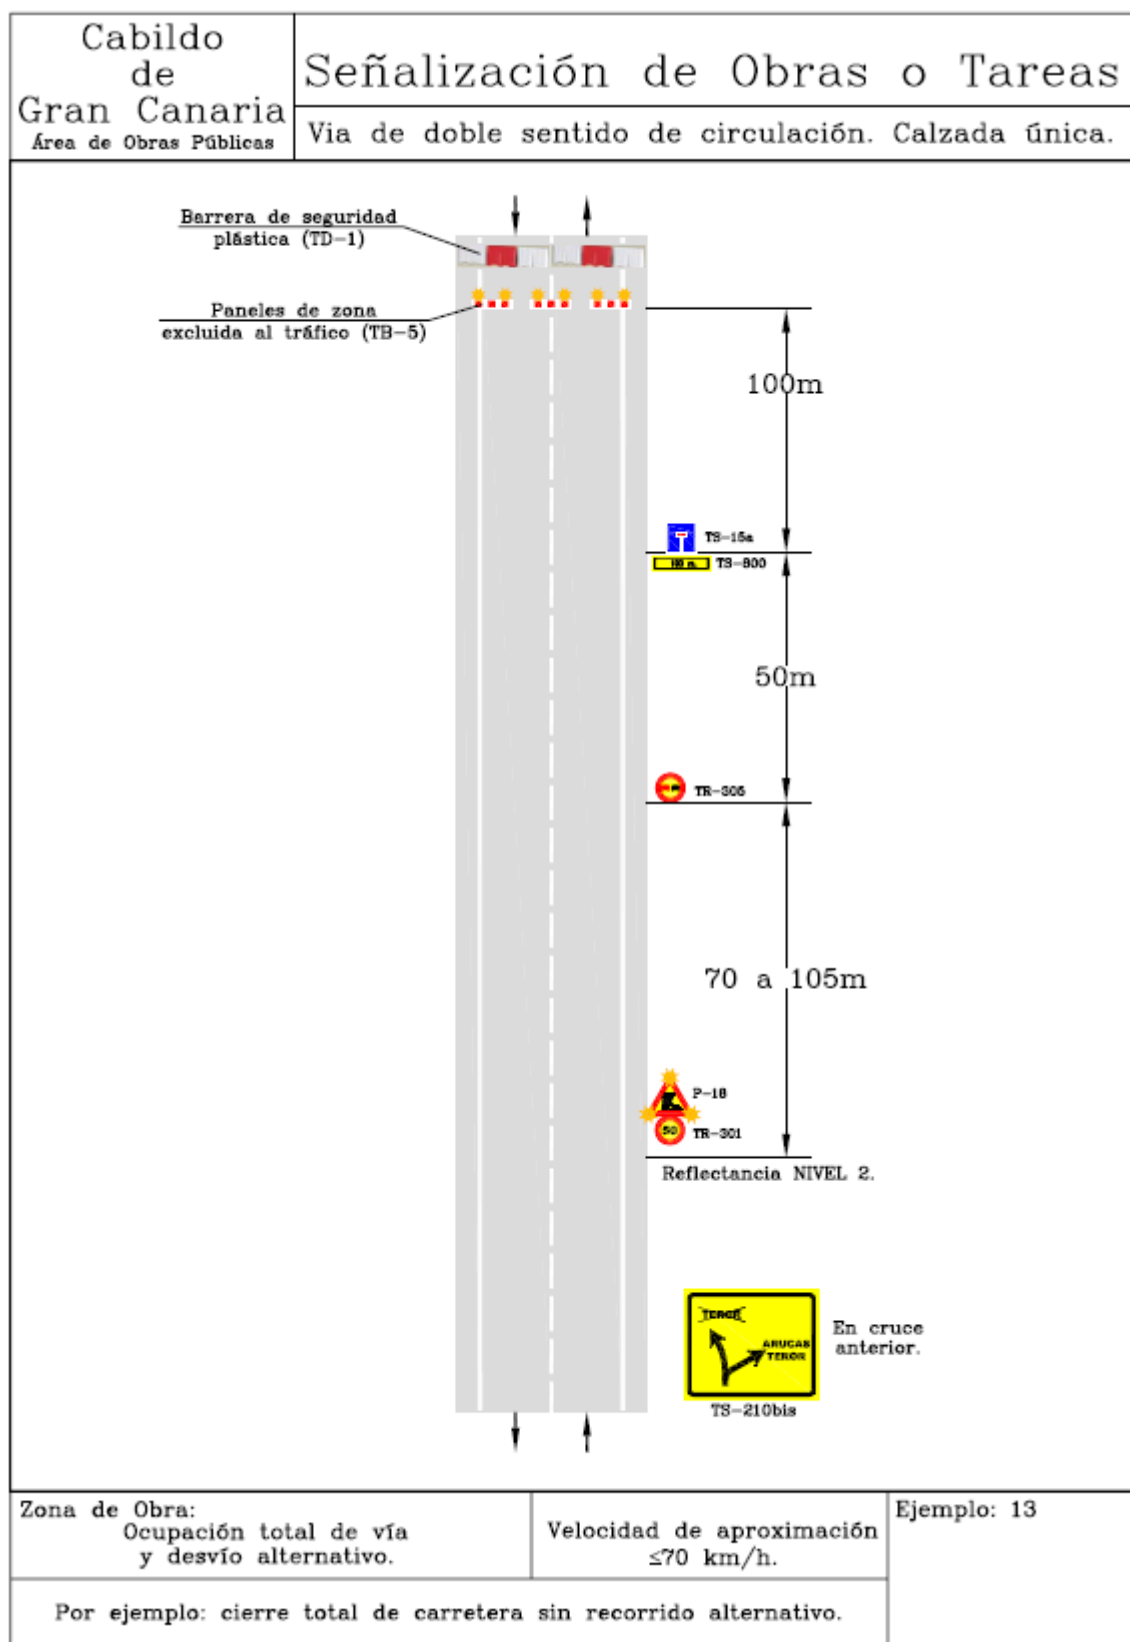 Cabildo
de
Gran Canaria
Área de Obras Públicas
Señalización de Obras o Tareas
Via de doble sentido de circulación. Calzada única.
Barrera de seguridad
plástica (TD-1)
Paneles de zona
excluida al tráfico (TB-5)
100m
TS-15a
TS-800
50m
TR-305
70 a 105m
P-18
50
TR-301
Reflectancia NIVEL 2.
TEROR
ARUCAS
TEROR
En cruce
anterior.
TS-210bis
Zona de Obra:
Ocupación total de vía
y desvío alternativo.
Velocidad de aproximación
≤70 km/h.
Ejemplo: 13
Por ejemplo: cierre total de carretera sin recorrido alternativo.